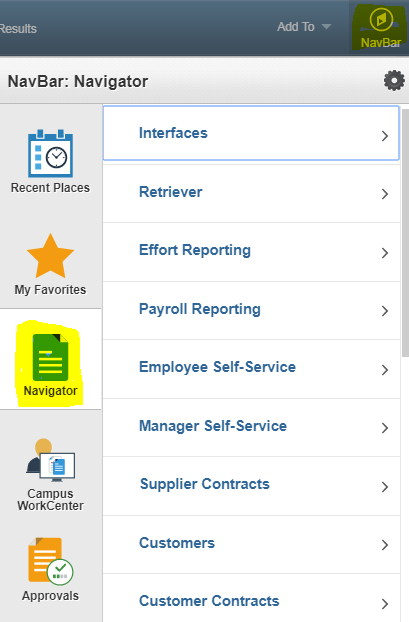 Results
Add To
NavBar
NavBar: Navigator
Recent Places
My Favorites
Navigator
Campus
WorkCenter
Approvals
Interfaces
Retriever
Effort Reporting
Payroll Reporting
Employee Self-Service
Manager Self-Service
Supplier Contracts
Customers
Customer Contracts